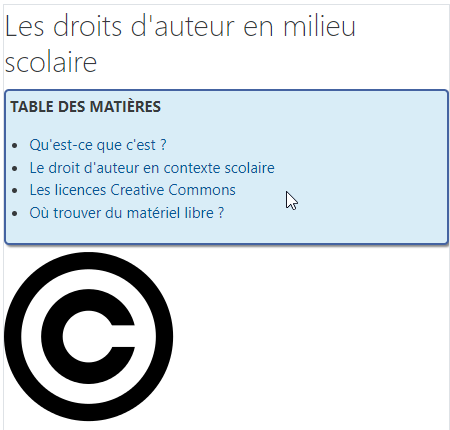 Les droits d'auteur en milieu
scolaire
TABLE DES MATIÈRES
Qu'est-ce que c'est ?
Le droit d'auteur en contexte scolaire
Les licences Creative Commons
Où trouver du matériel libre ?